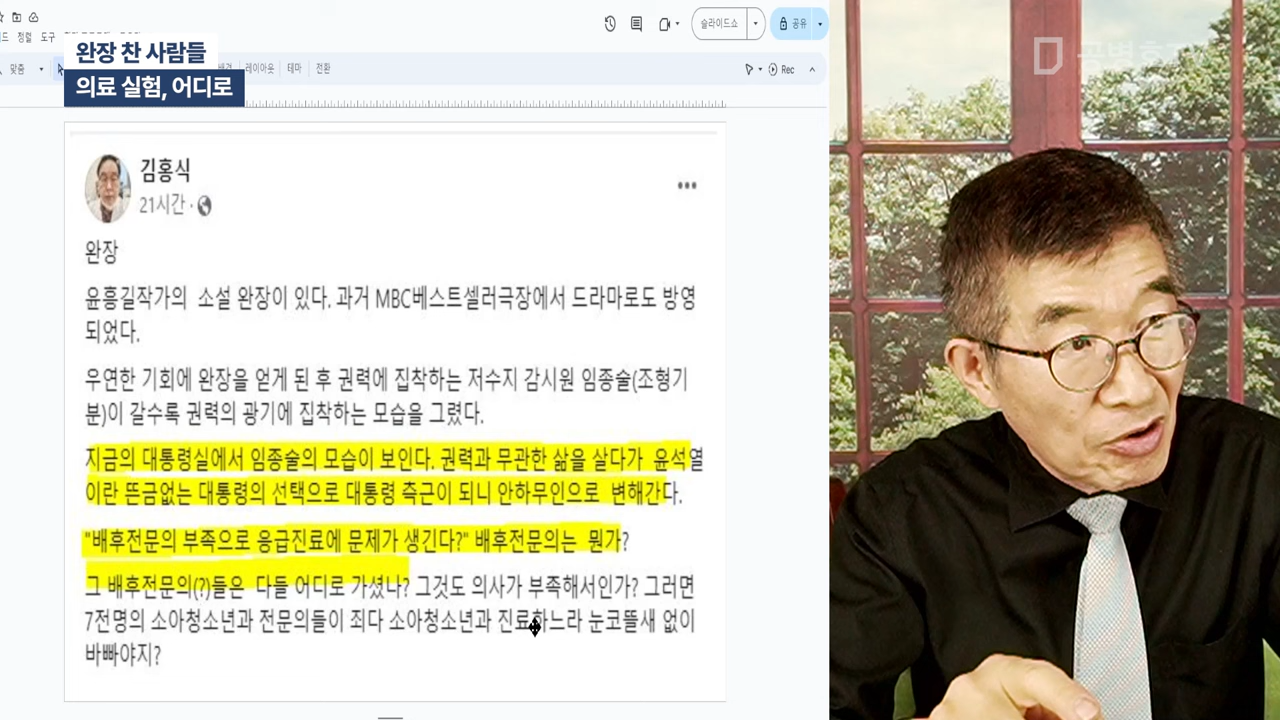 정렬 도구
슬라이드쇼
공유
완장 찬 사람들
의료 실험, 어디로
맞춤
레이아웃
테마
전환
Rec
김홍식
21시간 ·
완장
윤흥길작가의 소설 완장이 있다. 과거 MBC베스트셀러극장에서 드라마로도 방영
되었다.
우연한 기회에 완장을 얻게 된 후 권력에 집착하는 저수지 감시원 임종술(조형기
분)이 갈수록 권력의 광기에 집착하는 모습을 그렸다.
지금의 대통령실에서 임종술의 모습이 보인다. 권력과 무관한 삶을 살다가 윤석열
이란 뜬금없는 대통령의 선택으로 대통령 측근이 되니 안하무인으로 변해간다.
"배후전문의 부족으로 응급진료에 문제가 생긴다?" 배후전문의는 뭔가?
그 배후전문의(?)들은 다들 어디로 가셨나? 그것도 의사가 부족해서인가? 그러면
7천명의 소아청소년과 전문의들이 죄다 소아청소년과 진료하느라 눈코뜰새 없이
바빠야지?